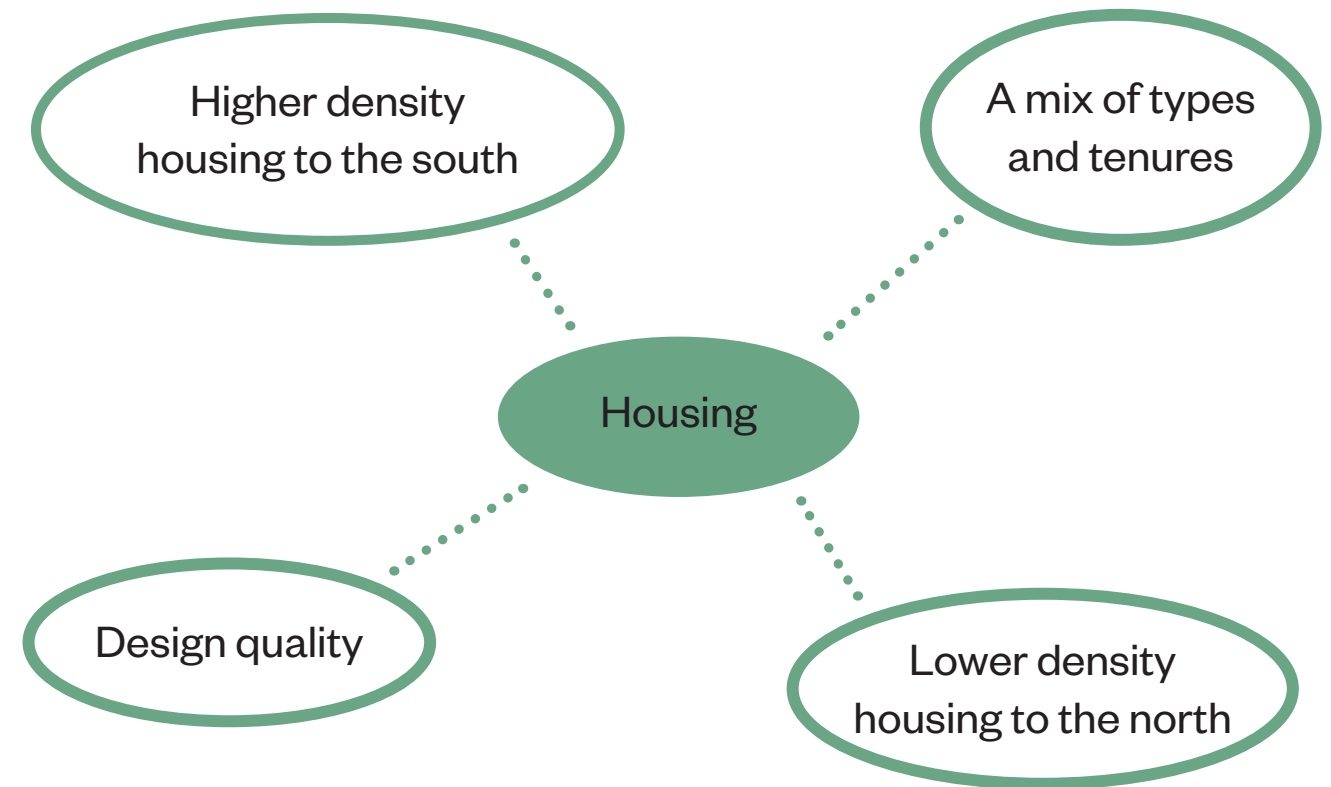 Higher density
housing to the south
A mix of types
and tenures
Housing
Design quality
Lower density
housing to the north